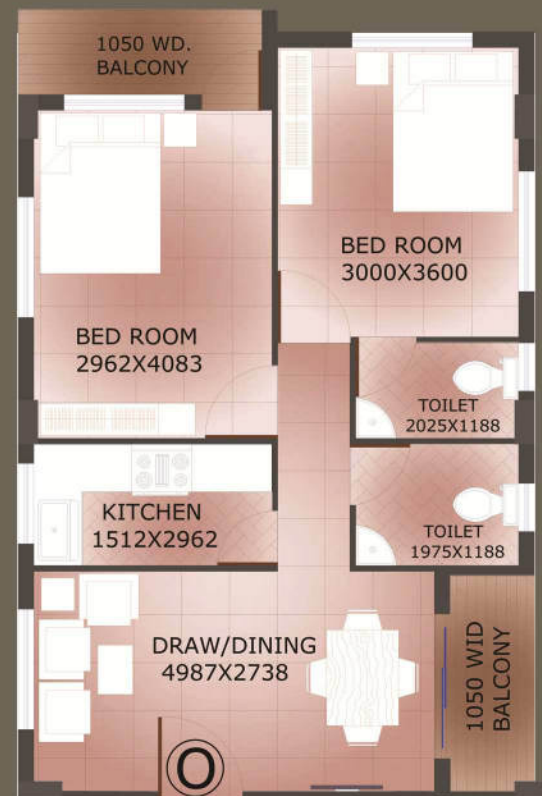 1050 WD.
BALCONY
BED ROOM
3000X3600
BED ROOM
2962X4083
TOILET
2025X1188
KITCHEN
1512X2962
TOILET
1975X1188
DRAW/DINING
4987X2738
1050 WID
BALCONY
O